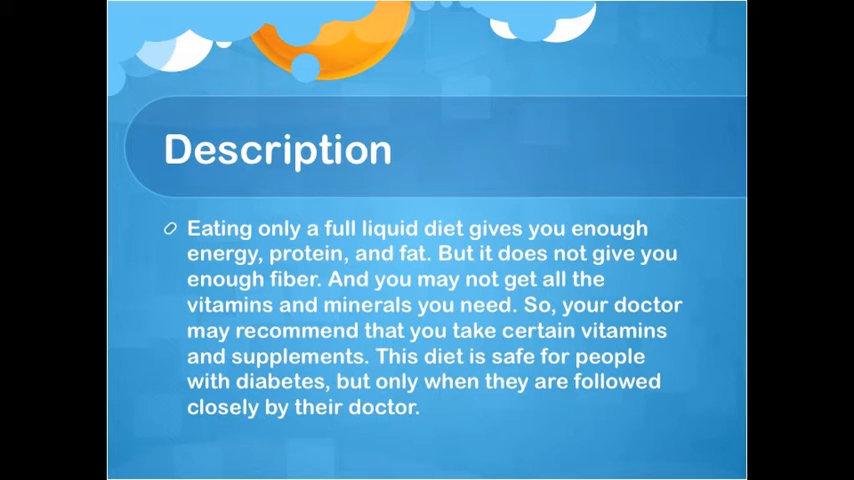 Description
Eating only a full liquid diet gives you enough
energy, protein, and fat. But it does not give you
enough fiber. And you may not get all the
vitamins and minerals you need. So, your doctor
may recommend that you take certain vitamins
and supplements. This diet is safe for people
with diabetes, but only when they are followed
closely by their doctor.